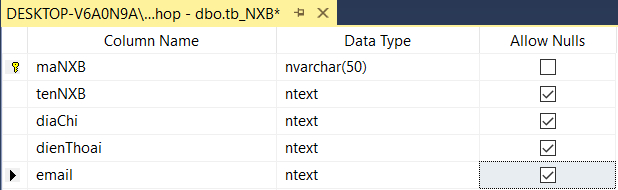 DESKTOP-V6A0N9A\...hop - dbo.tb_NXB*
Column Name Data Type Allow Nulls
maNXB nvarchar(50)
tenNXB ntext
diaChi ntext
dienThoai ntext
email ntext